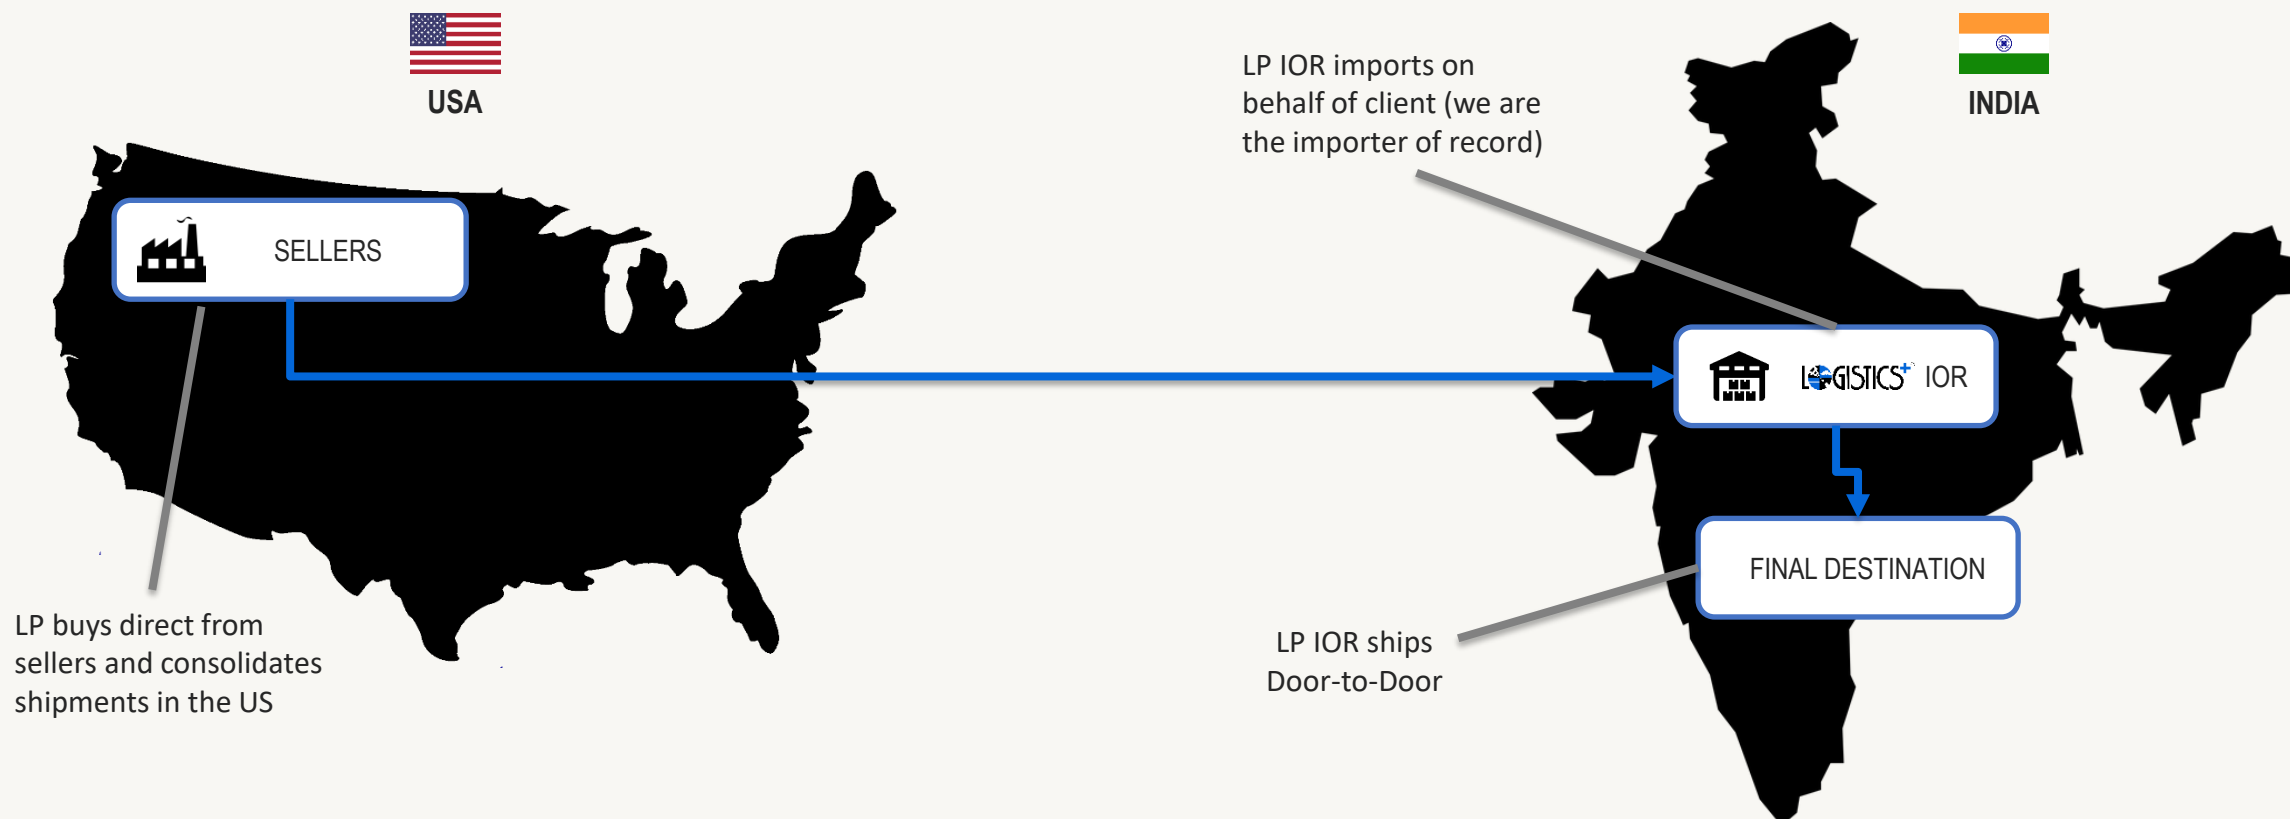 USA
INDIA
LP IOR imports on
behalf of client (we are
the importer of record)
SELLERS
LOGISTICS+ IOR
FINAL DESTINATION
LP buys direct from
sellers and consolidates
shipments in the US
LP IOR ships
Door-to-Door